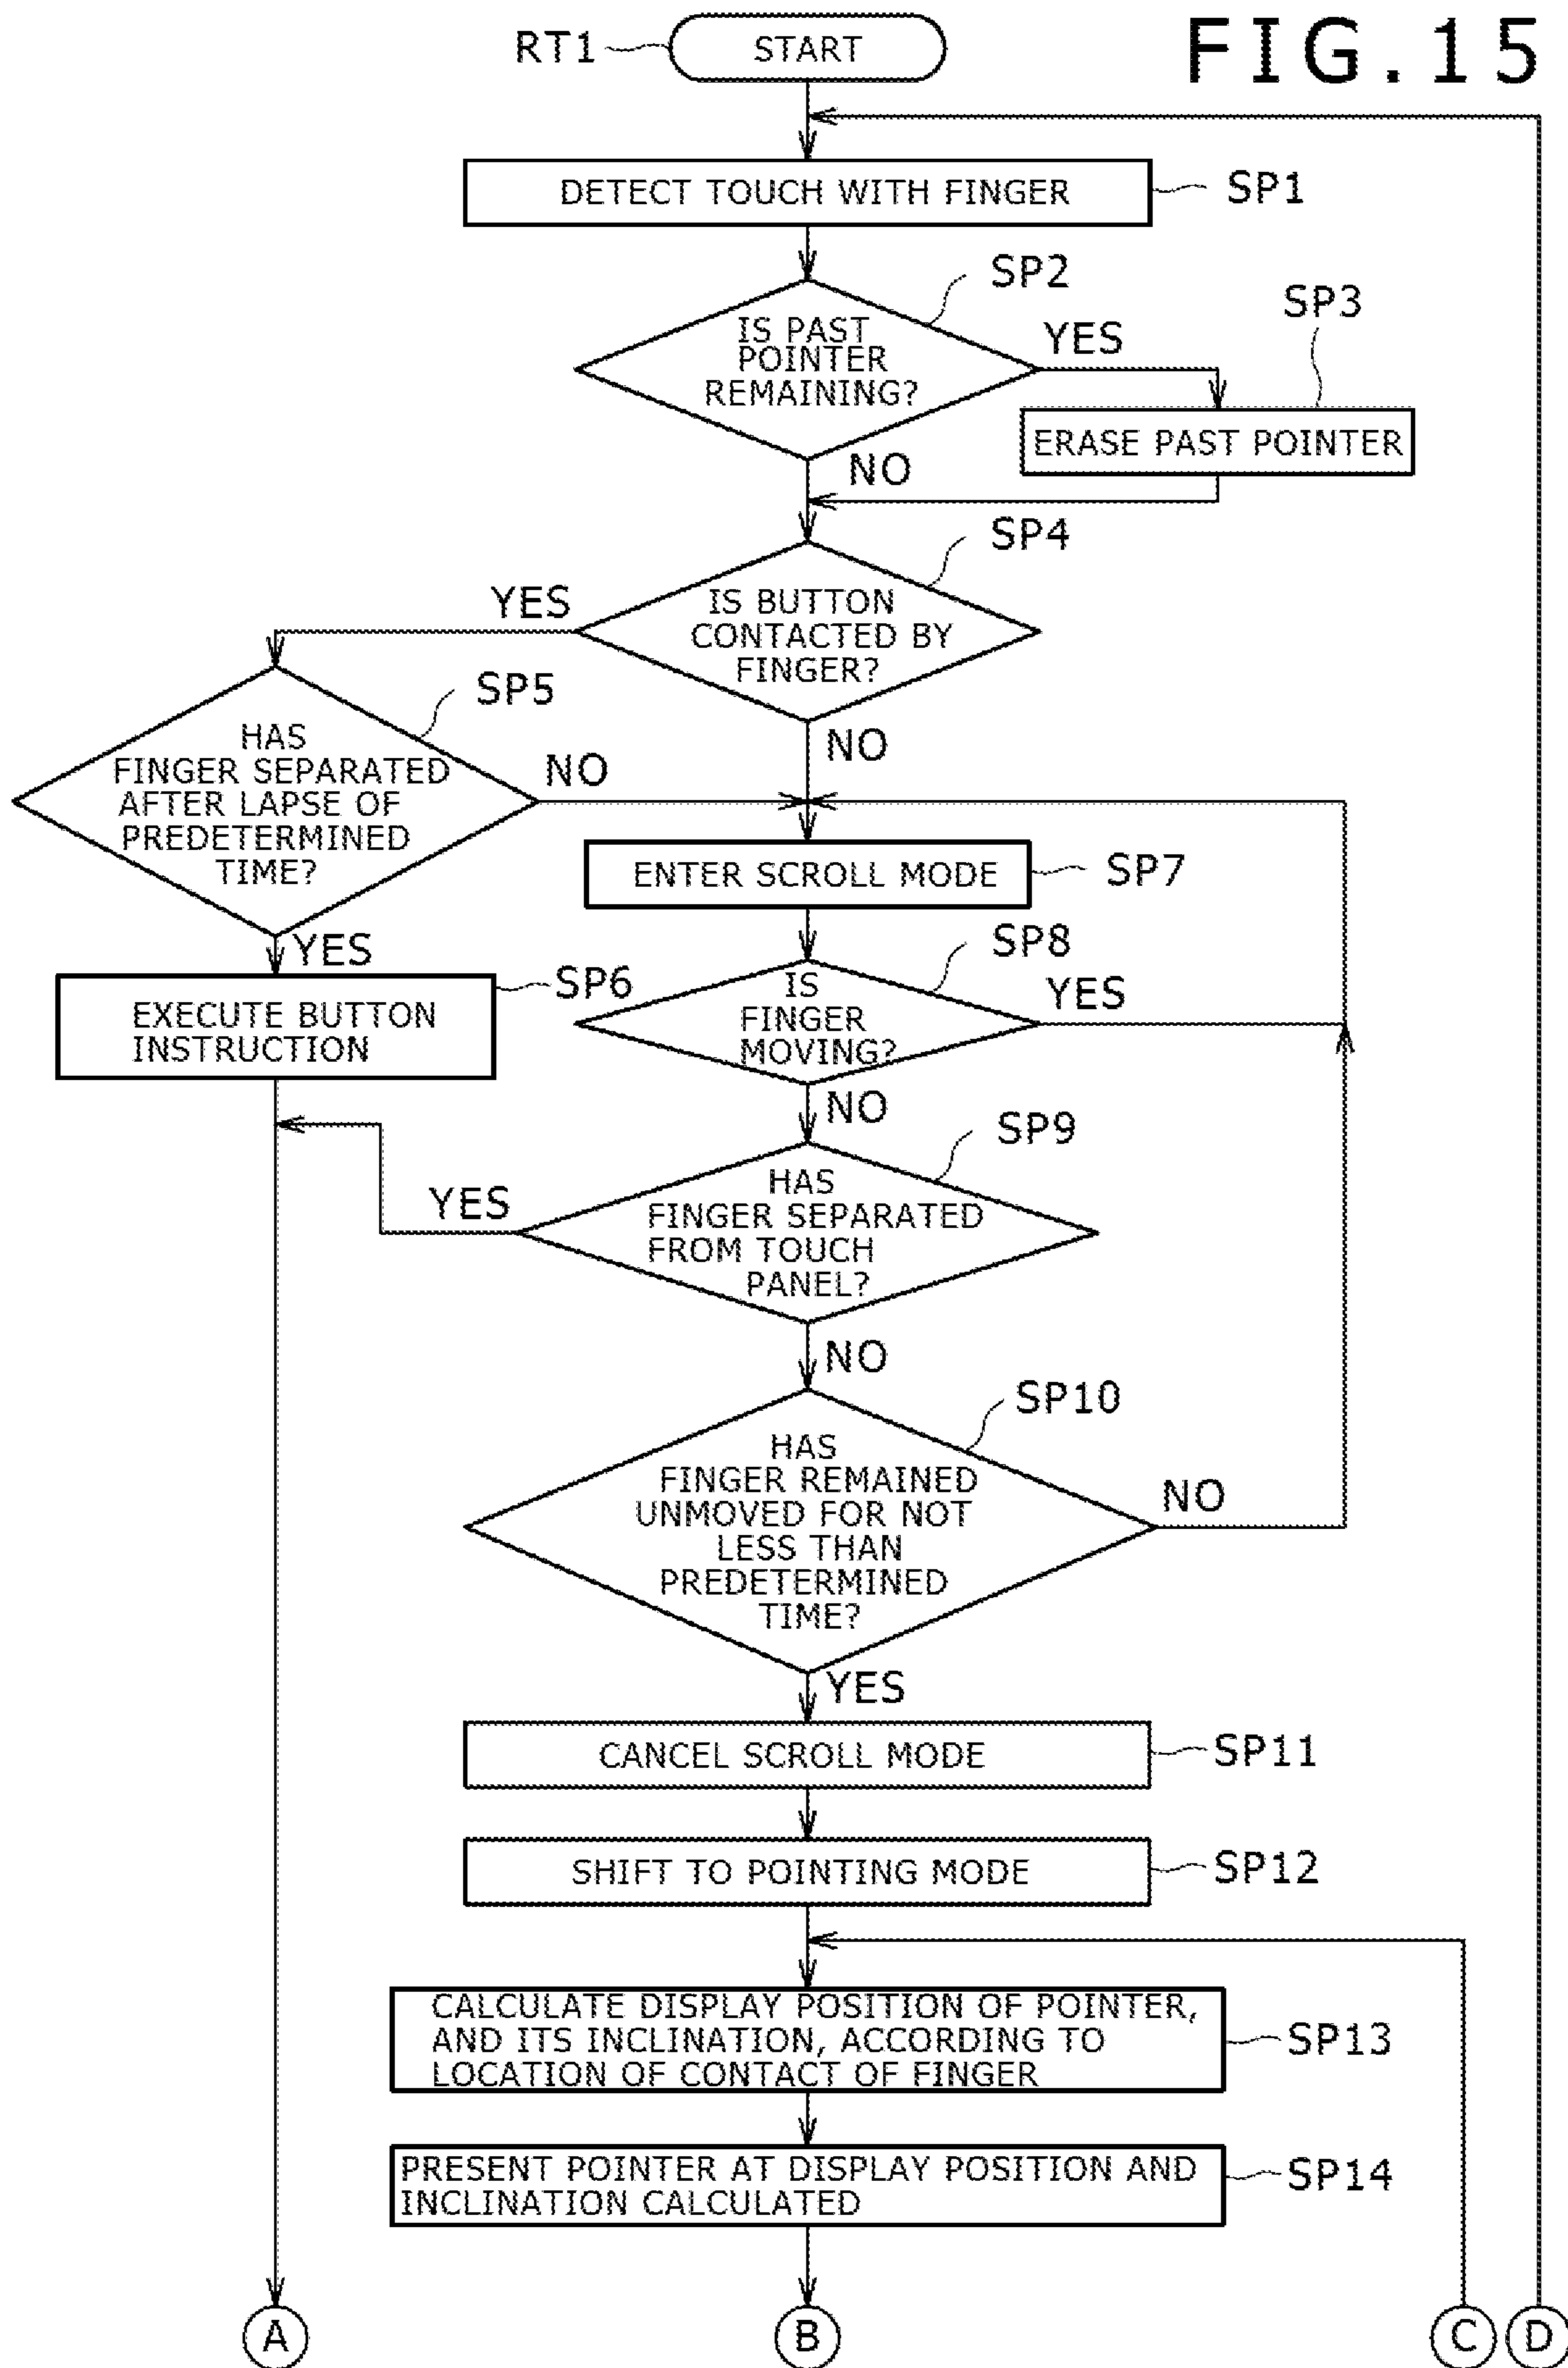 FIG.15
RT1
START
DETECT TOUCH WITH FINGER
SP1
SP2
IS PAST
POINTER
REMAINING?
YES
SP3
ERASE PAST POINTER
NO
SP4
IS BUTTON
CONTACTED BY
FINGER?
YES
NO
SP5
HAS
FINGER SEPARATED
AFTER LAPSE OF
PREDETERMINED
TIME?
NO
YES
SP6
EXECUTE BUTTON
INSTRUCTION
ENTER SCROLL MODE
SP7
SP8
IS
FINGER
MOVING?
YES
NO
SP9
HAS
FINGER SEPARATED
FROM TOUCH
PANEL?
YES
NO
SP10
HAS
FINGER REMAINED
UNMOVED FOR NOT
LESS THAN
PREDETERMINED
TIME?
NO
YES
CANCEL SCROLL MODE
SP11
SHIFT TO POINTING MODE
SP12
CALCULATE DISPLAY POSITION OF POINTER,
AND ITS INCLINATION, ACCORDING TO
LOCATION OF CONTACT OF FINGER
SP13
PRESENT POINTER AT DISPLAY POSITION AND
INCLINATION CALCULATED
SP14
A
B
C
D